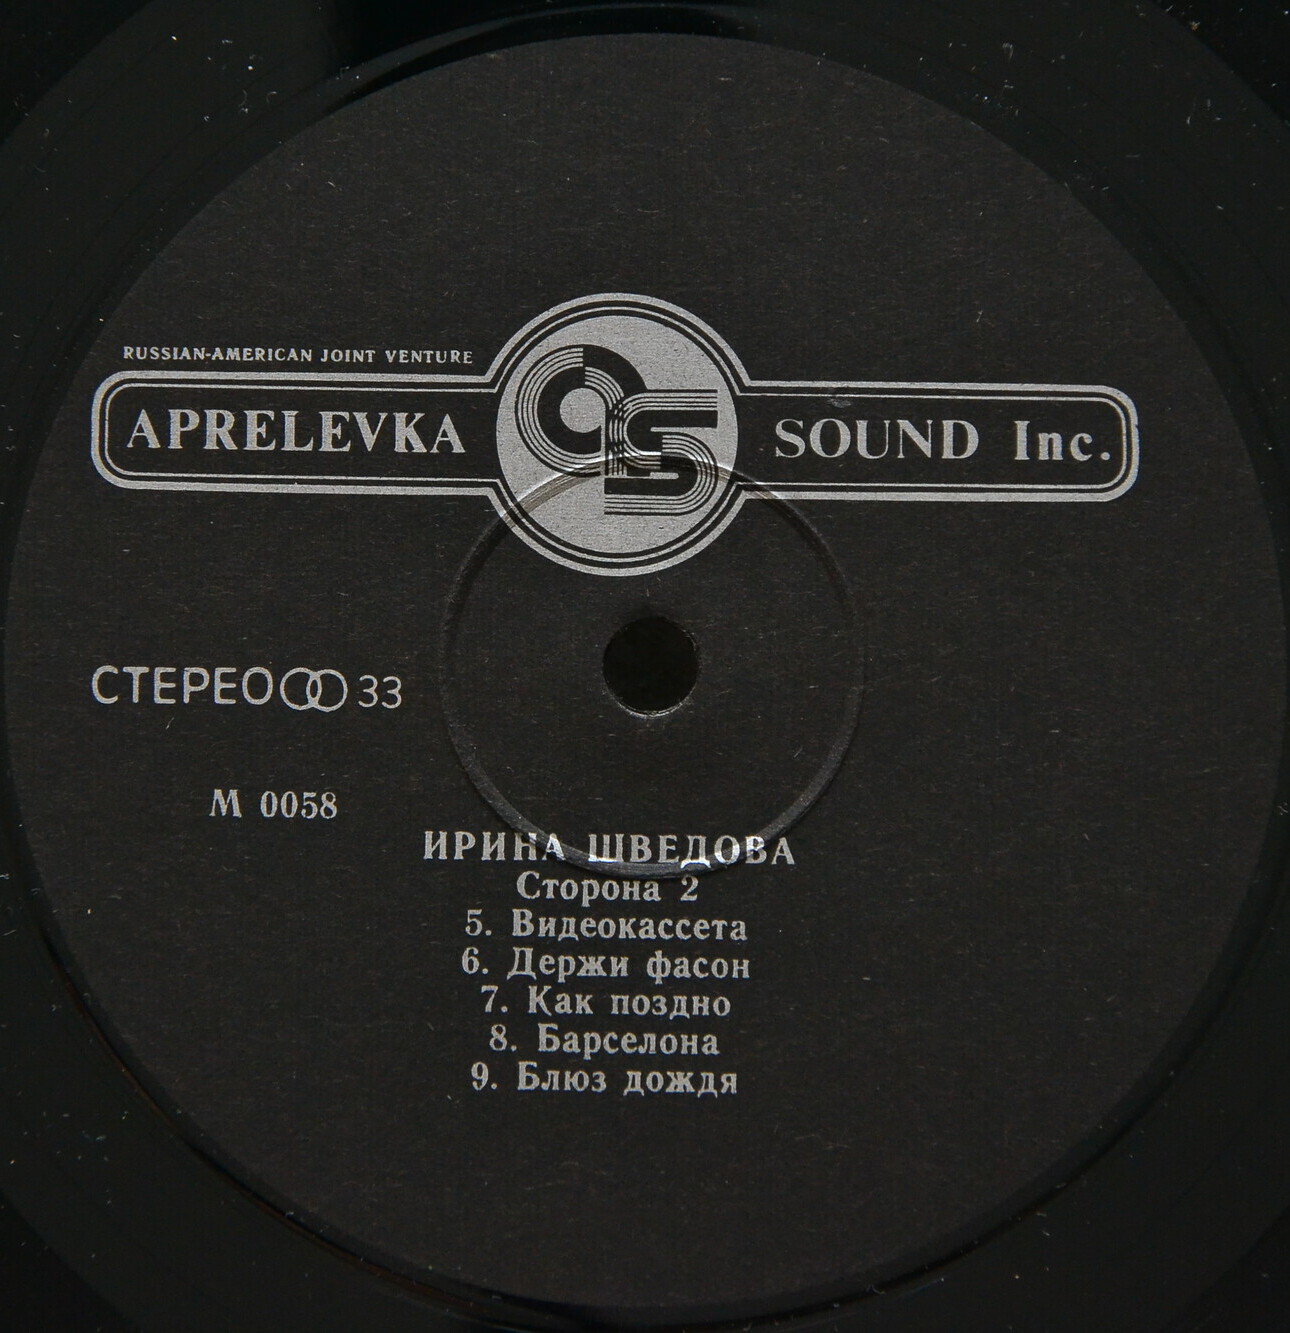 RUSSIAN-AMERICAN JOINT VENTURE
APRELEVKA AS SOUND Inc.
СТЕРЕО 33
М 0058
ИРИНА ШВЕДОВА
Сторона 2
5. Видеокассета
6. Держи фасон
7. Как поздно
8. Барселона
9. Блюз дождя